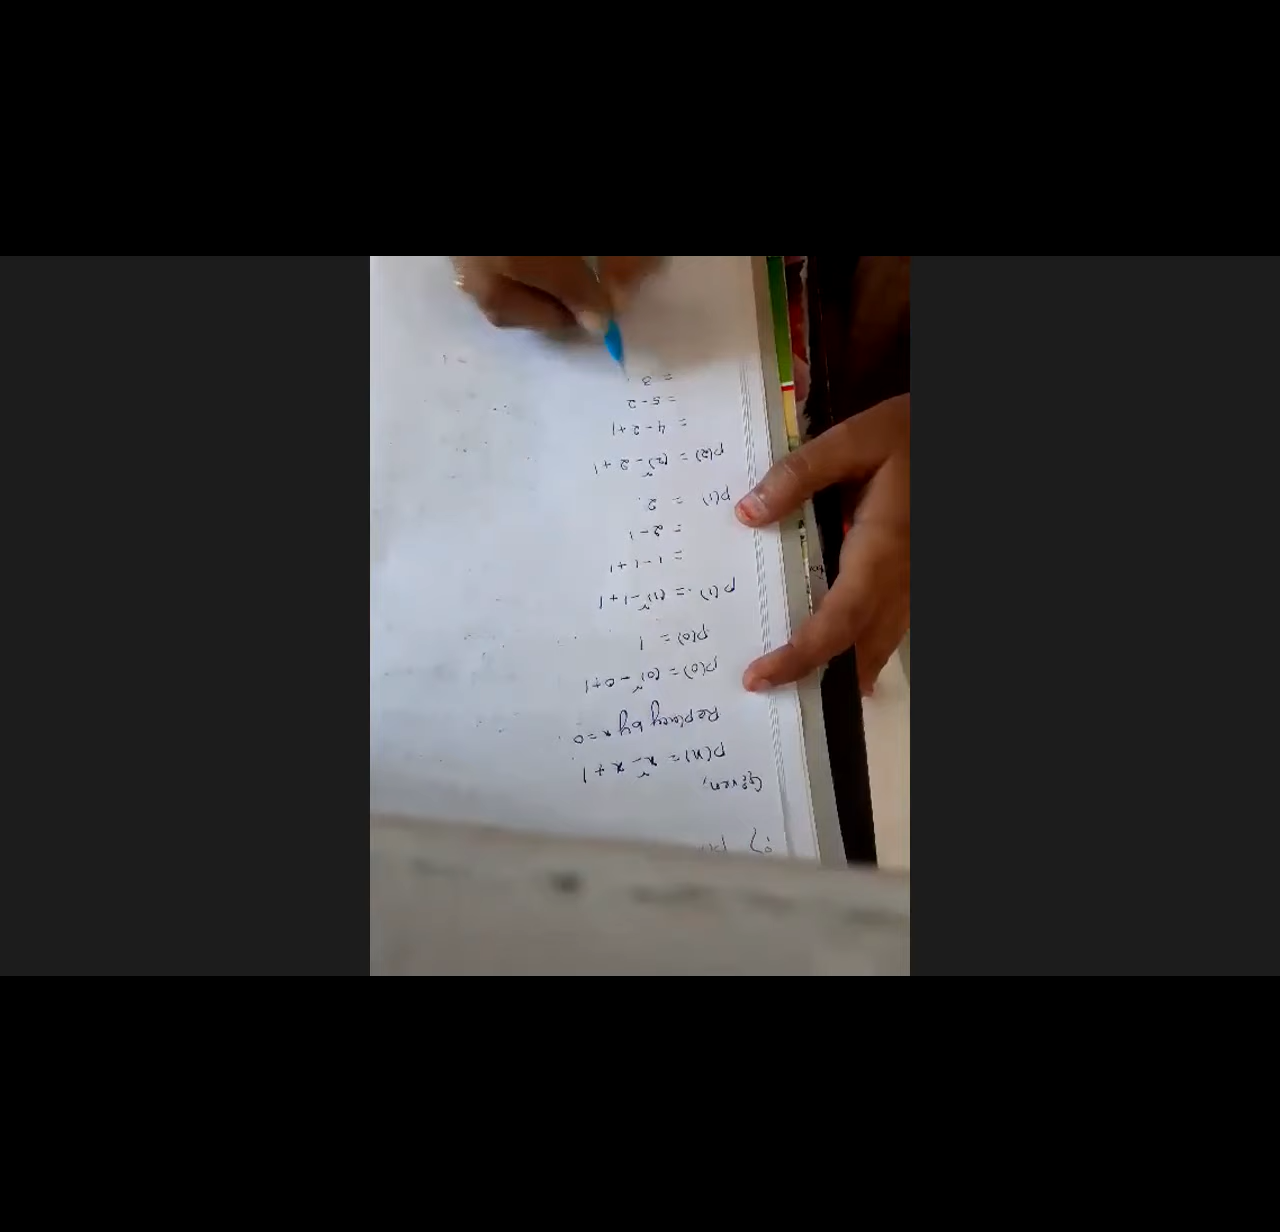 i) p(
Given,
p(x) = x² - x + 1
Replacy by x=0
p(0) = (0)² - 0+1
p(0) = 1
p(1) = (1)² - 1+1
= 1-1+1
= 2-1
p(1) = 2.
p(2) = (2)² - 2+1
= 4-2+1
= 5-2
= 3